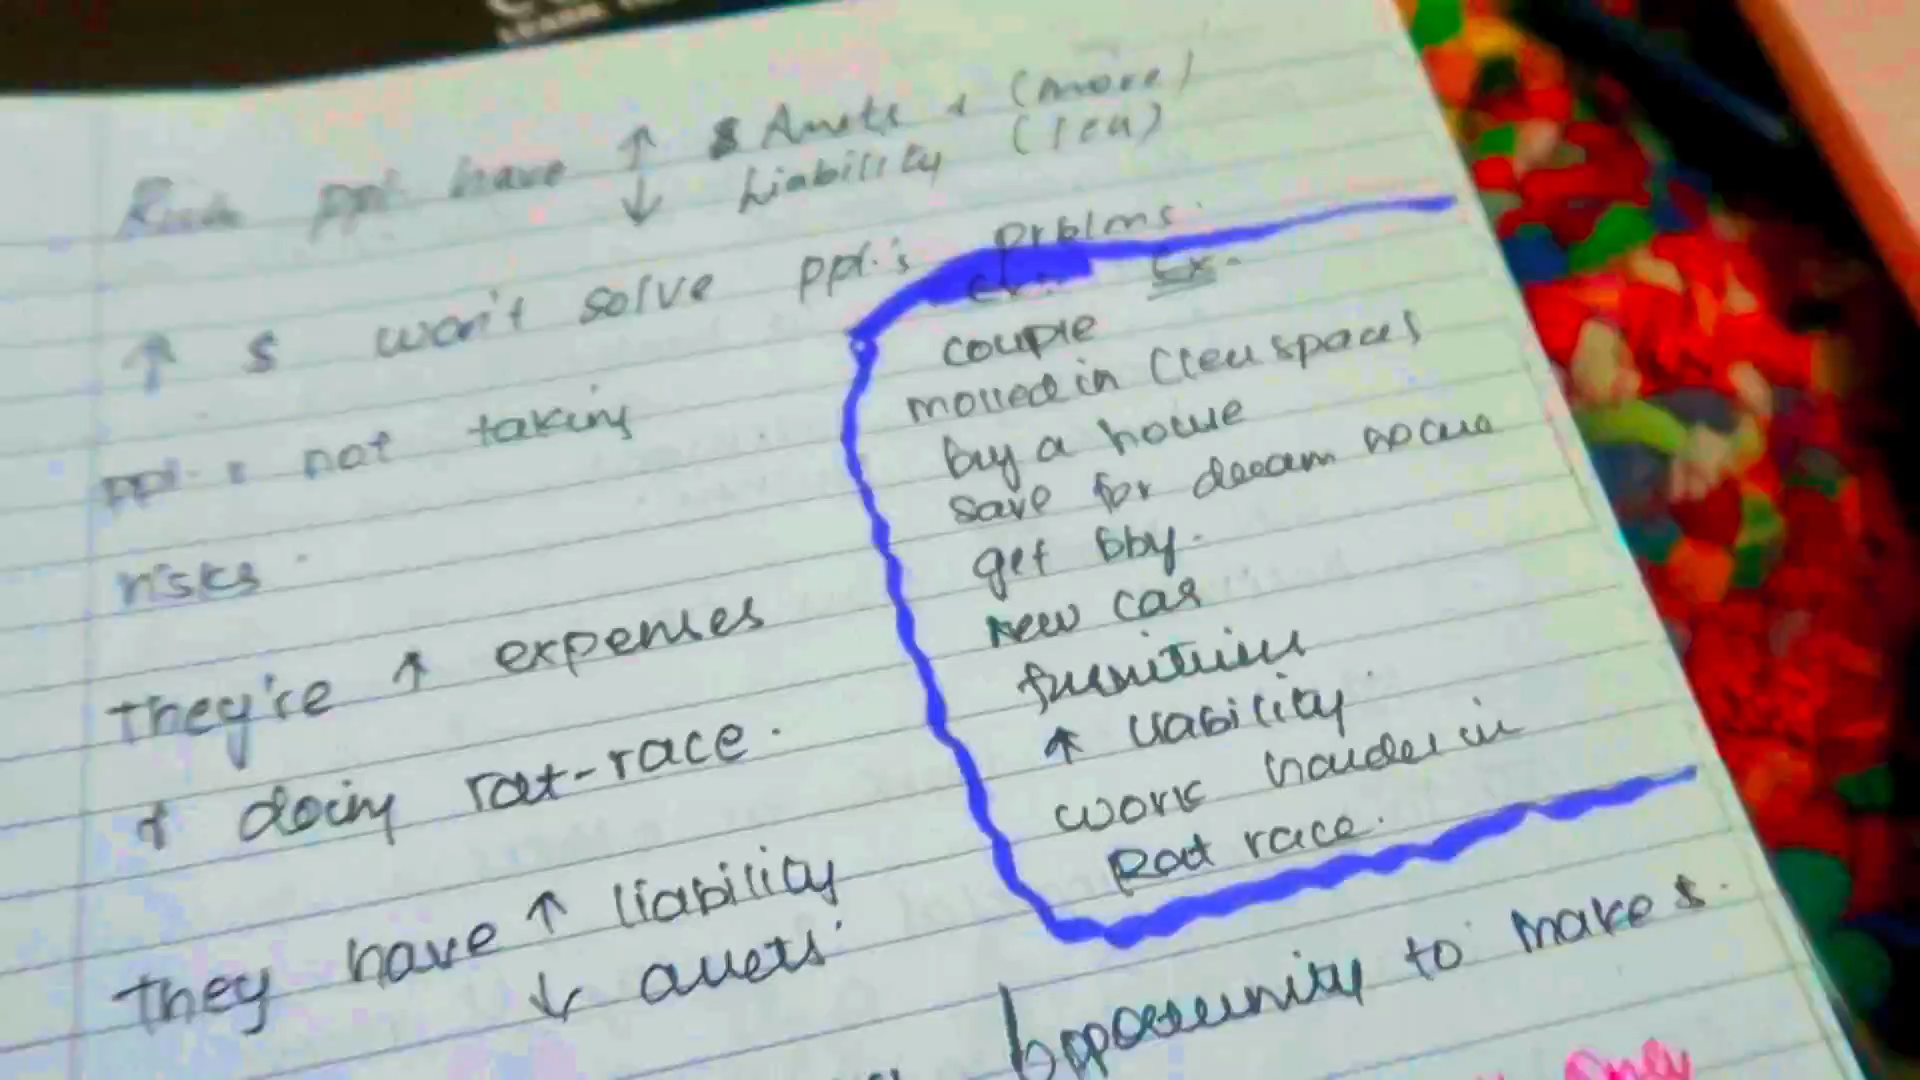 Rich ppl. have ↑ $ Assets & (more)
↓ Liability (less)
↑ $ won't solve ppl.'s prblms.
ppl. : not taking
risks.
they're ↑ expenses
& doing rat-race.
they have ↑ liability
↓ assets.
Ex.
couple
moved in (less space)
buy a house
save for dream house
get bby.
new car
furniture
↑ liability.
work harder in
Rat race.
opportunity to make $.
Only